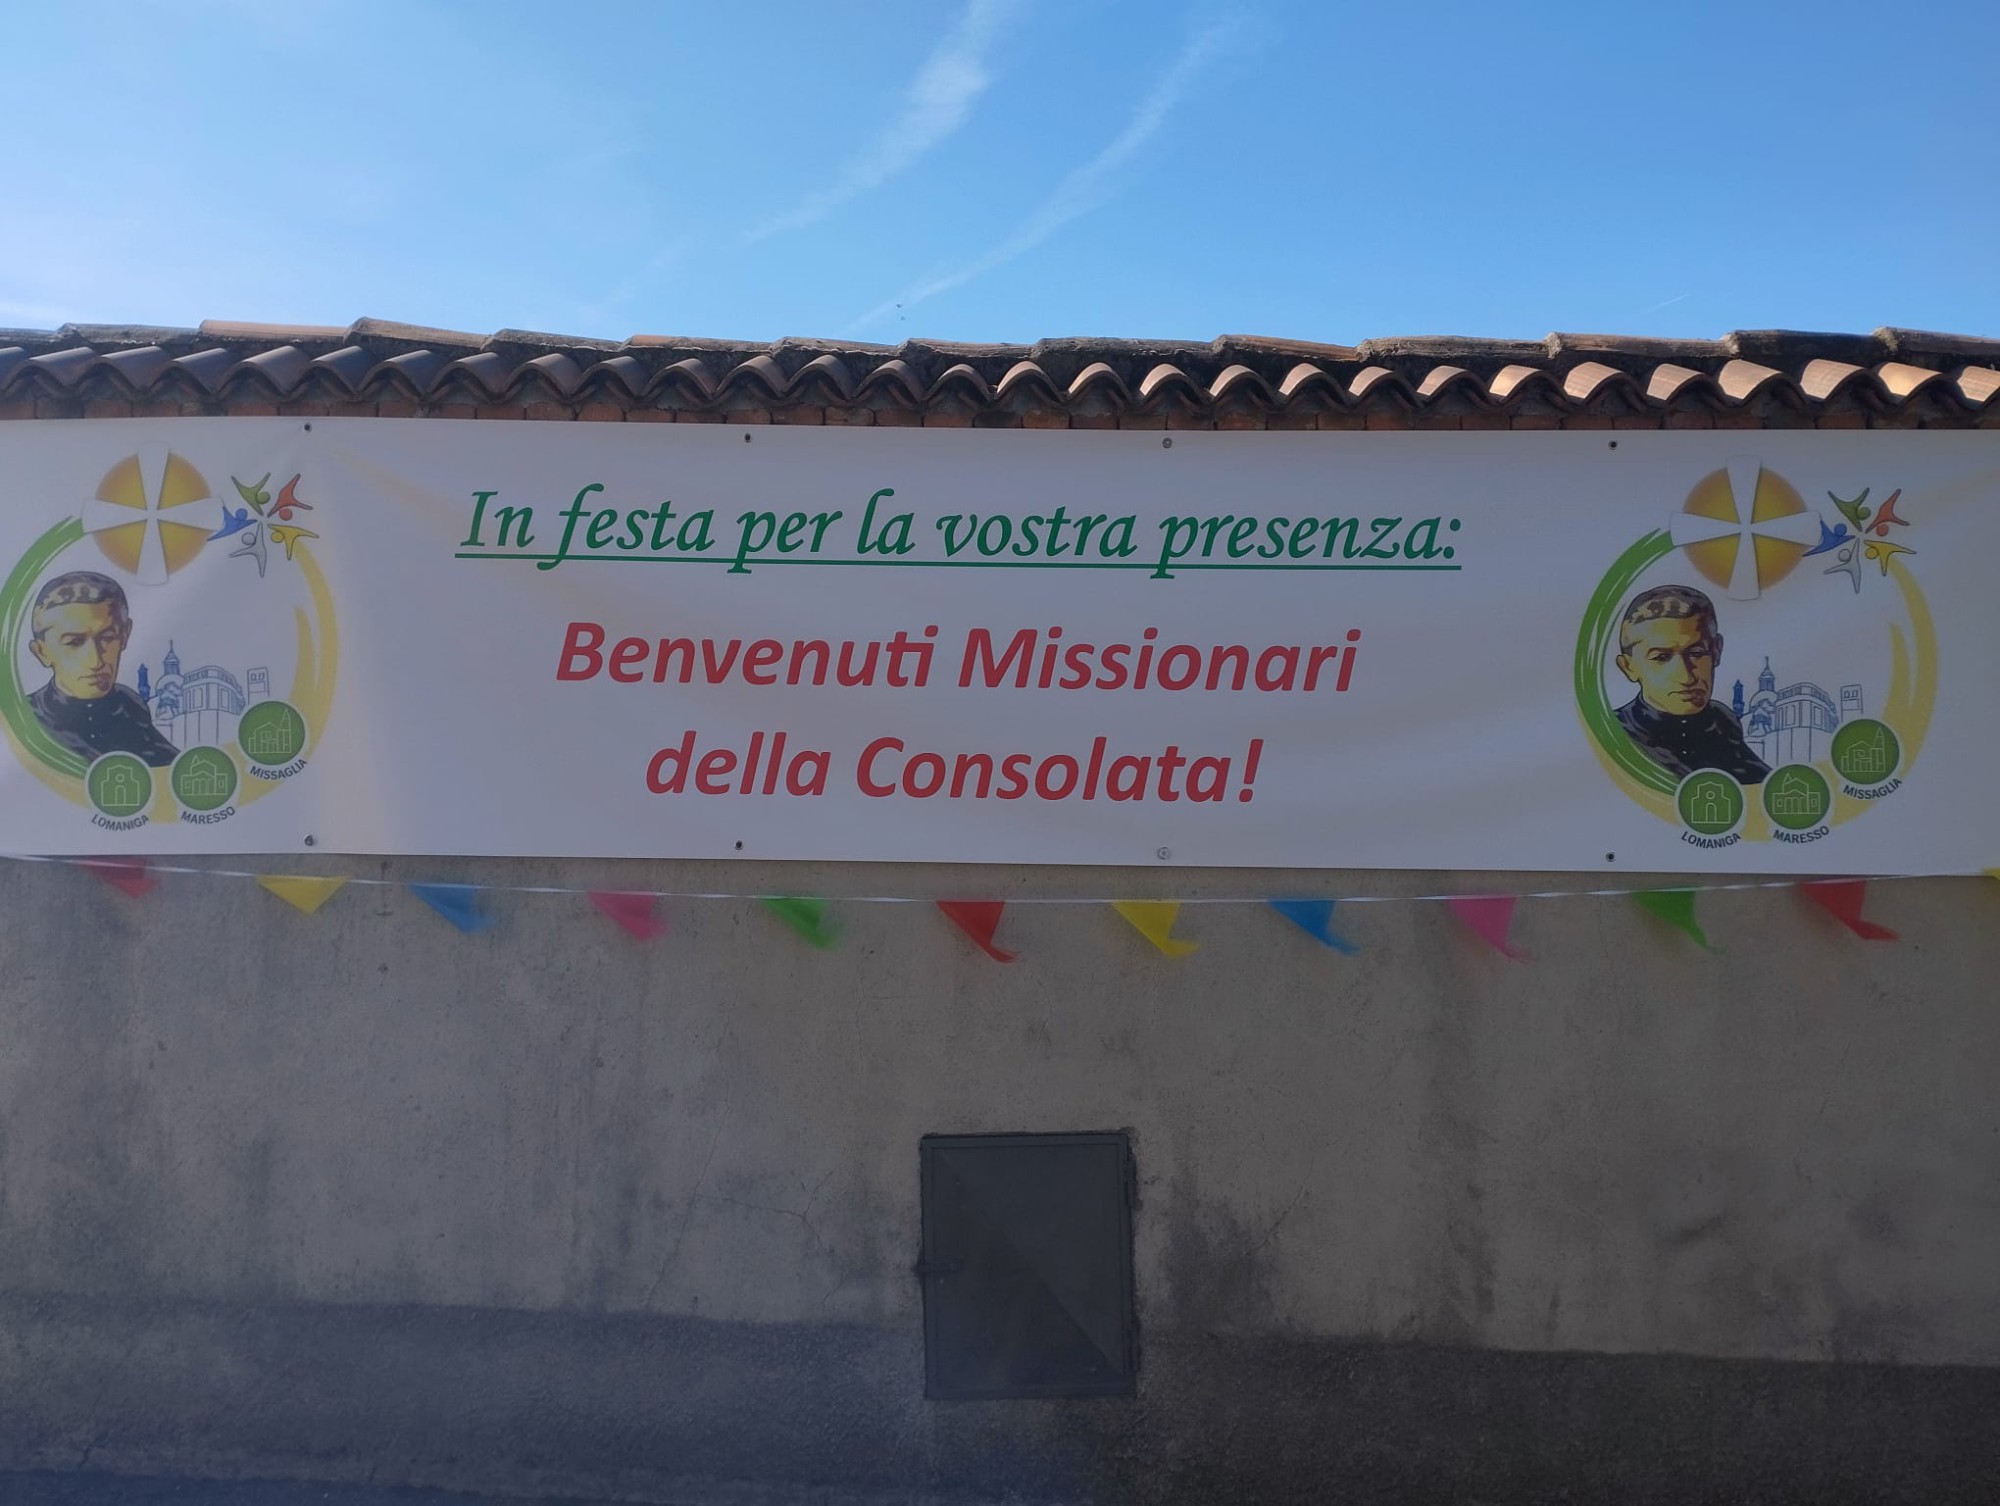 In festa per la vostra presenza:
Benvenuti Missionari
della Consolata!
LOMANIGA
MARESSO
MISSAGLIA
LOMANIGA
MARESSO
MISSAGLIA